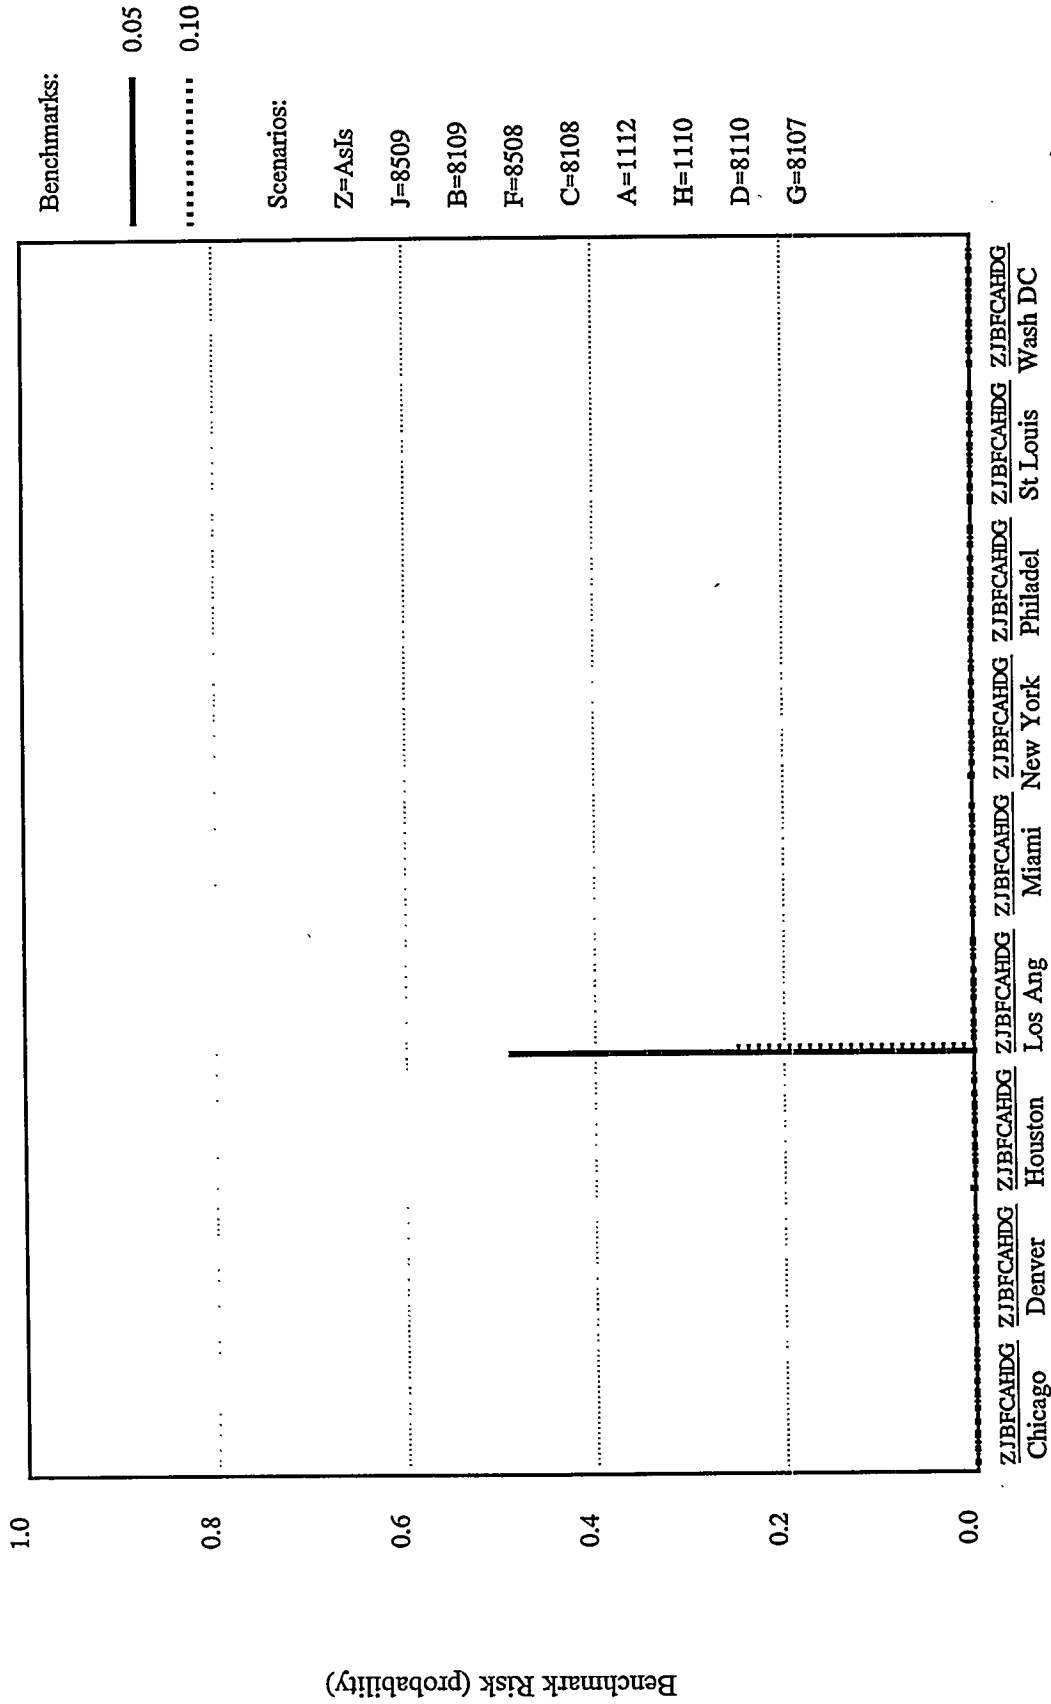 Benchmark Risk (probability)
1.0
0.8
0.6
0.4
0.2
0.0
ZJBFCAHDG ZJBFCAHDG ZJBFCAHDG ZJBFCAHDG ZJBFCAHDG ZJBFCAHDG ZJBFCAHDG ZJBFCAHDG ZJBFCAHDG
Chicago Denver Houston Los Ang Miami New York Philadel St Louis Wash DC
Benchmarks:
0.05
0.10
Scenarios:
Z=AsIs
J=8509
B=8109
F=8508
C=8108
A=1112
H=1110
D=8110
G=8107